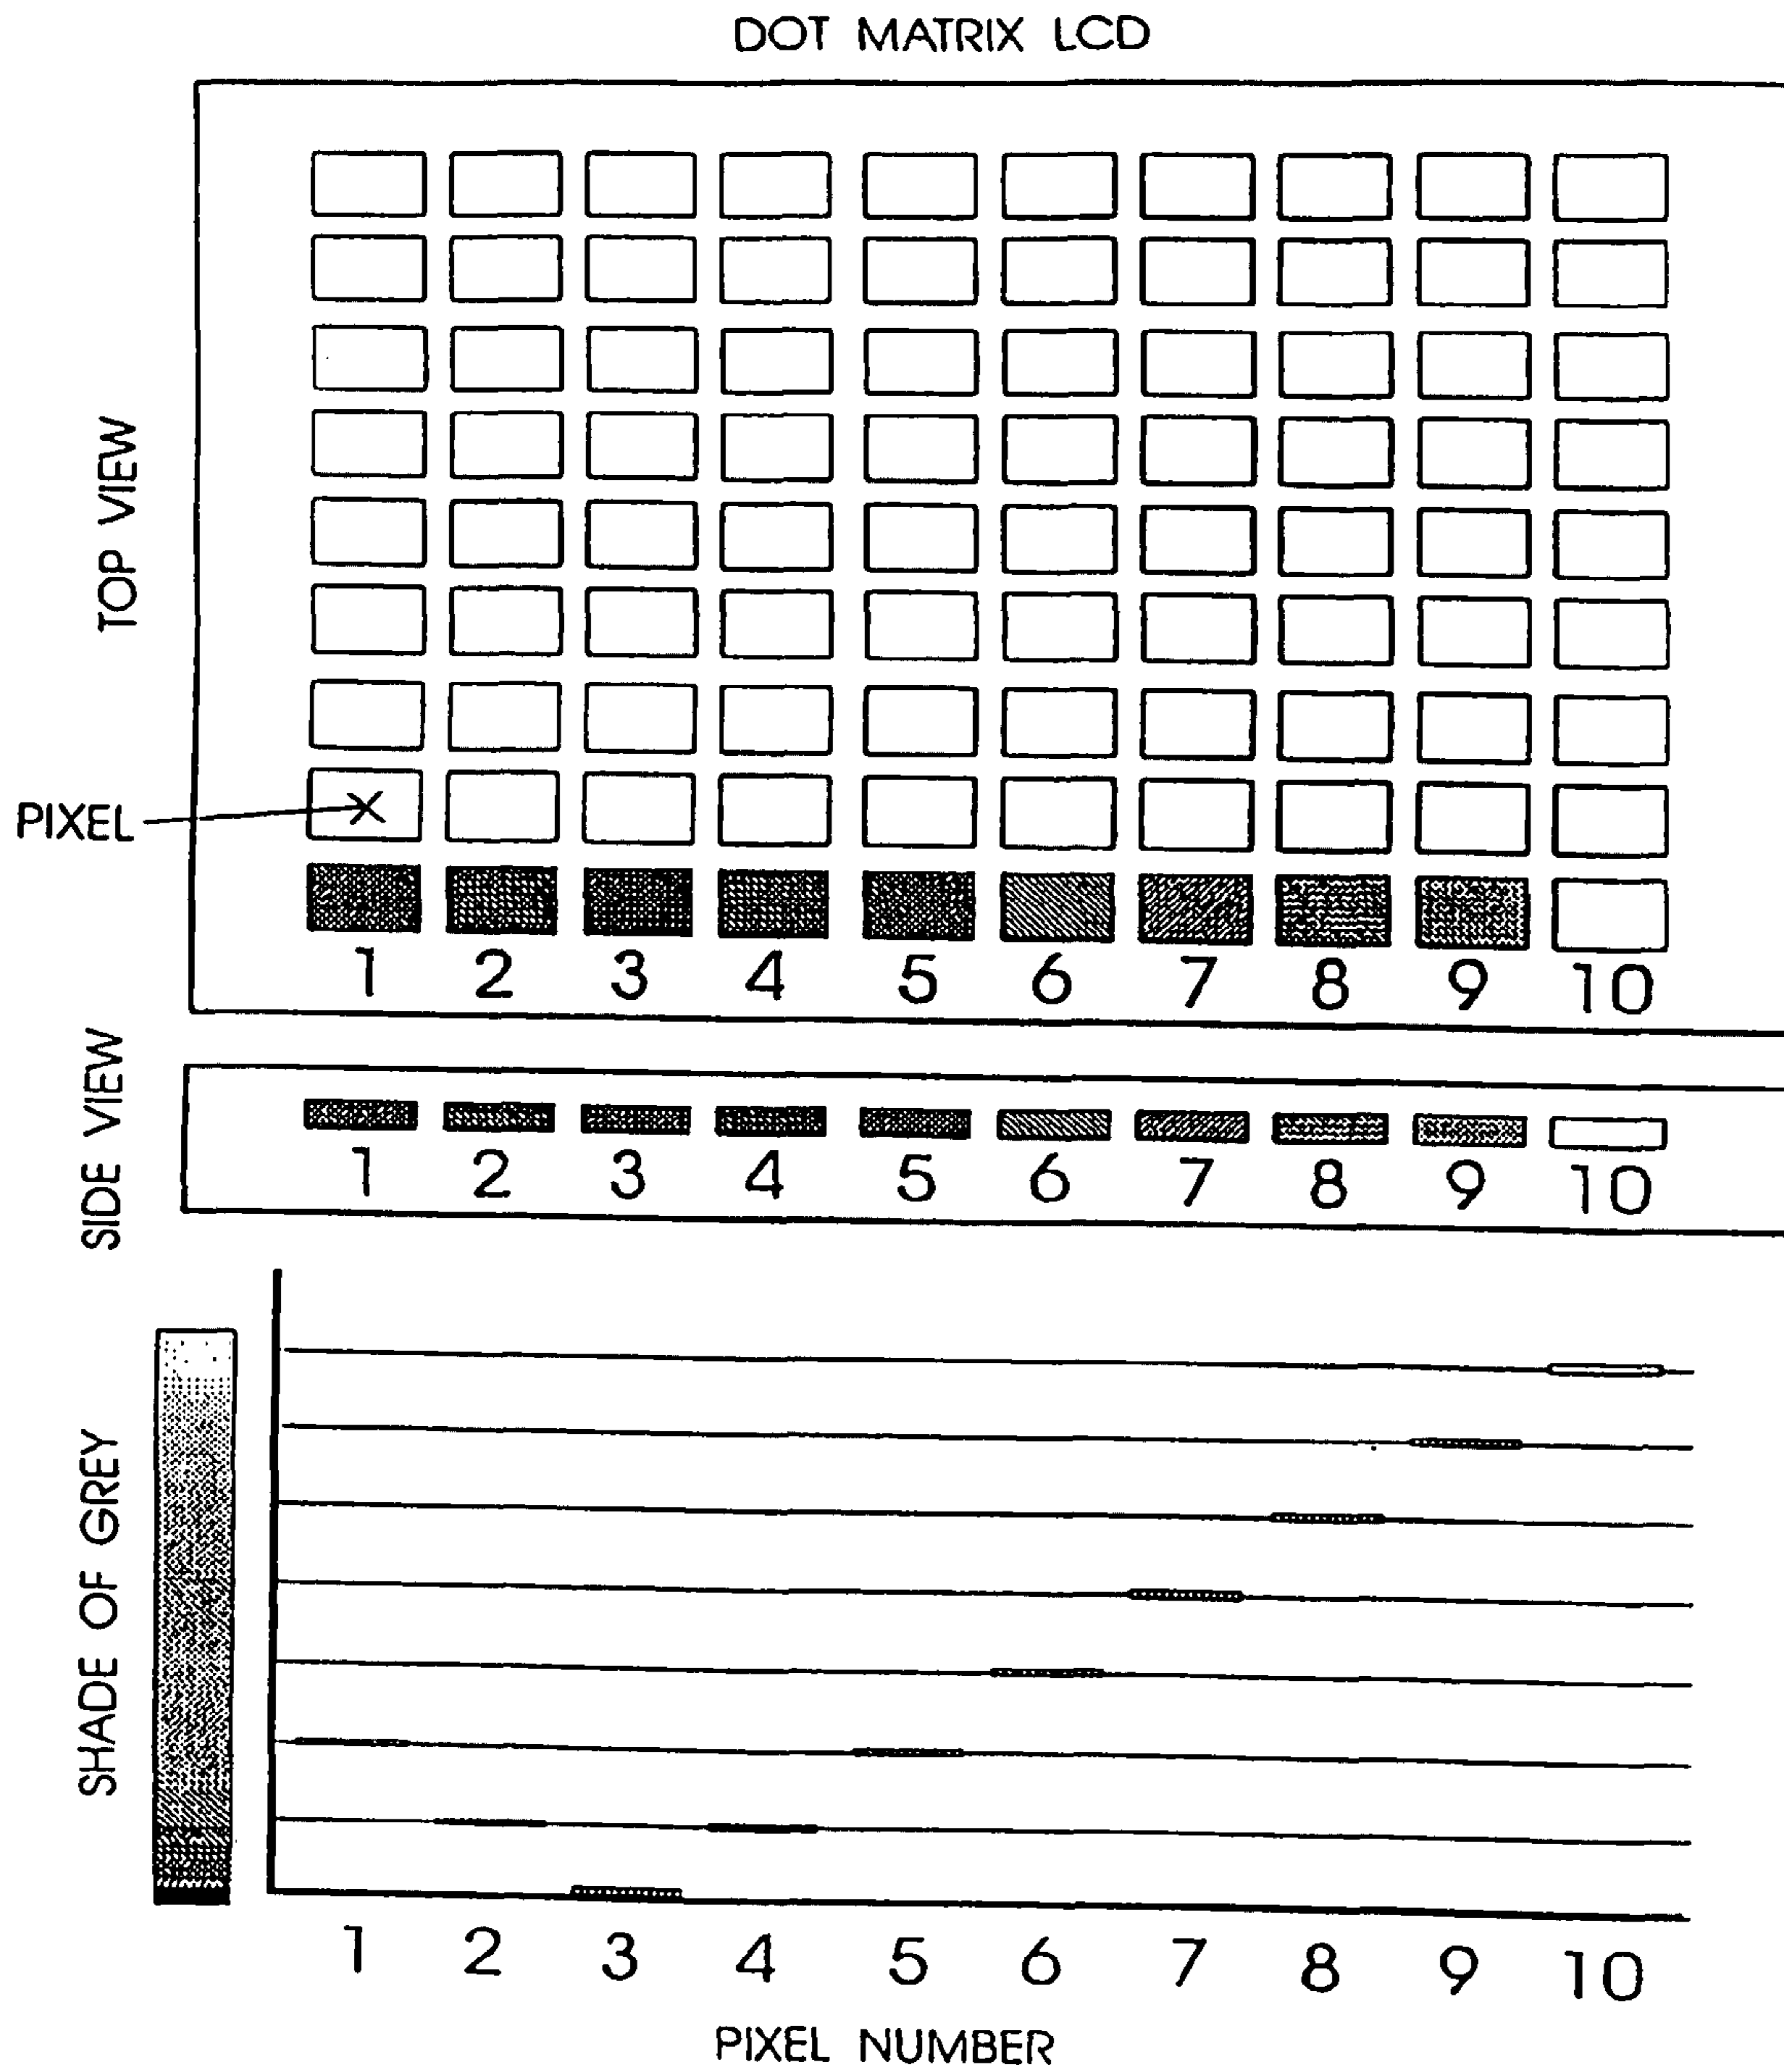 DOT MATRIX LCD
TOP VIEW
PIXEL
1 2 3 4 5 6 7 8 9 10
SIDE VIEW
1 2 3 4 5 6 7 8 9 10
SHADE OF GREY
1 2 3 4 5 6 7 8 9 10
PIXEL NUMBER